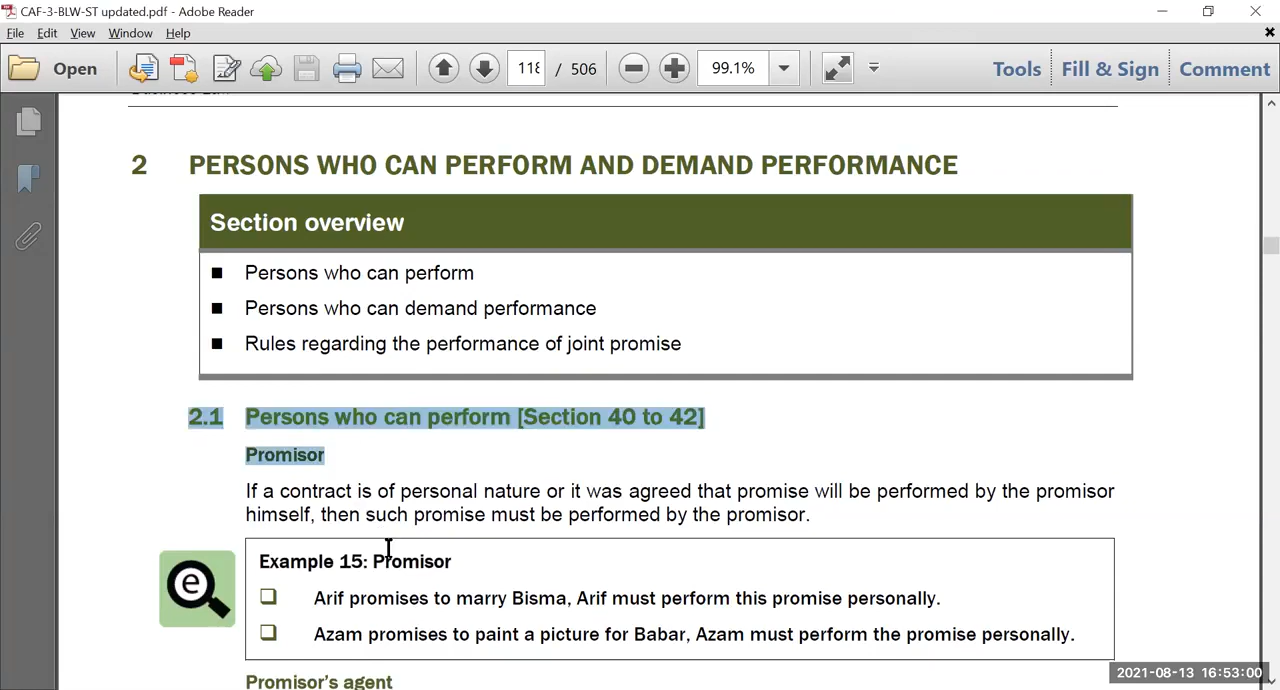 CAF-3-BLW-ST updated.pdf - Adobe Reader
File Edit View Window Help
Open 118 / 506 99.1% Tools Fill & Sign Comment
2 PERSONS WHO CAN PERFORM AND DEMAND PERFORMANCE
Section overview
■ Persons who can perform
■ Persons who can demand performance
■ Rules regarding the performance of joint promise
2.1 Persons who can perform [Section 40 to 42]
Promisor
If a contract is of personal nature or it was agreed that promise will be performed by the promisor
himself, then such promise must be performed by the promisor.
Example 15: Promisor
❑ Arif promises to marry Bisma, Arif must perform this promise personally.
❑ Azam promises to paint a picture for Babar, Azam must perform the promise personally.
Promisor's agent
2021-08-13 16:53:00